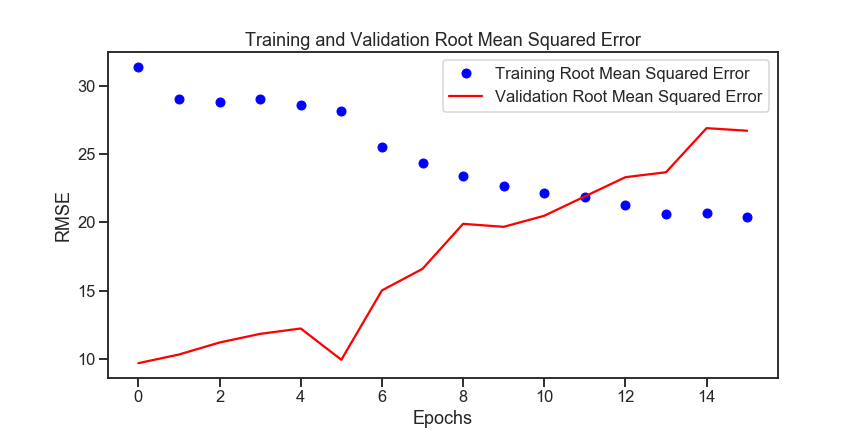 Training and Validation Root Mean Squared Error
Training Root Mean Squared Error
Validation Root Mean Squared Error
RMSE
30
25
20
15
10
0 2 4 6 8 10 12 14
Epochs